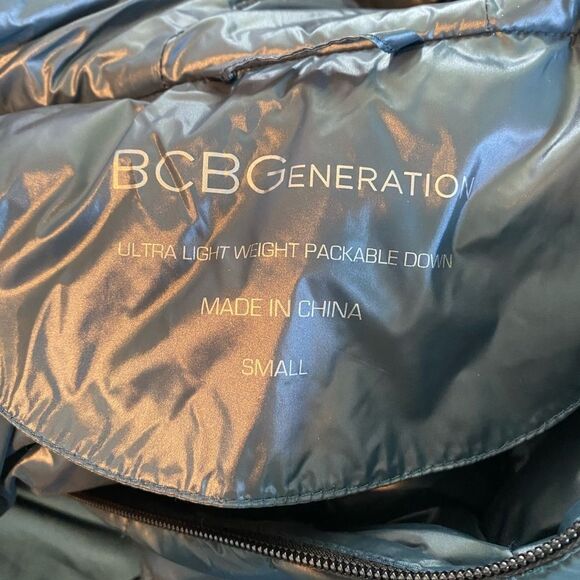 BCBGENERATION
ULTRA LIGHT WEIGHT PACKABLE DOWN
MADE IN CHINA
SMALL